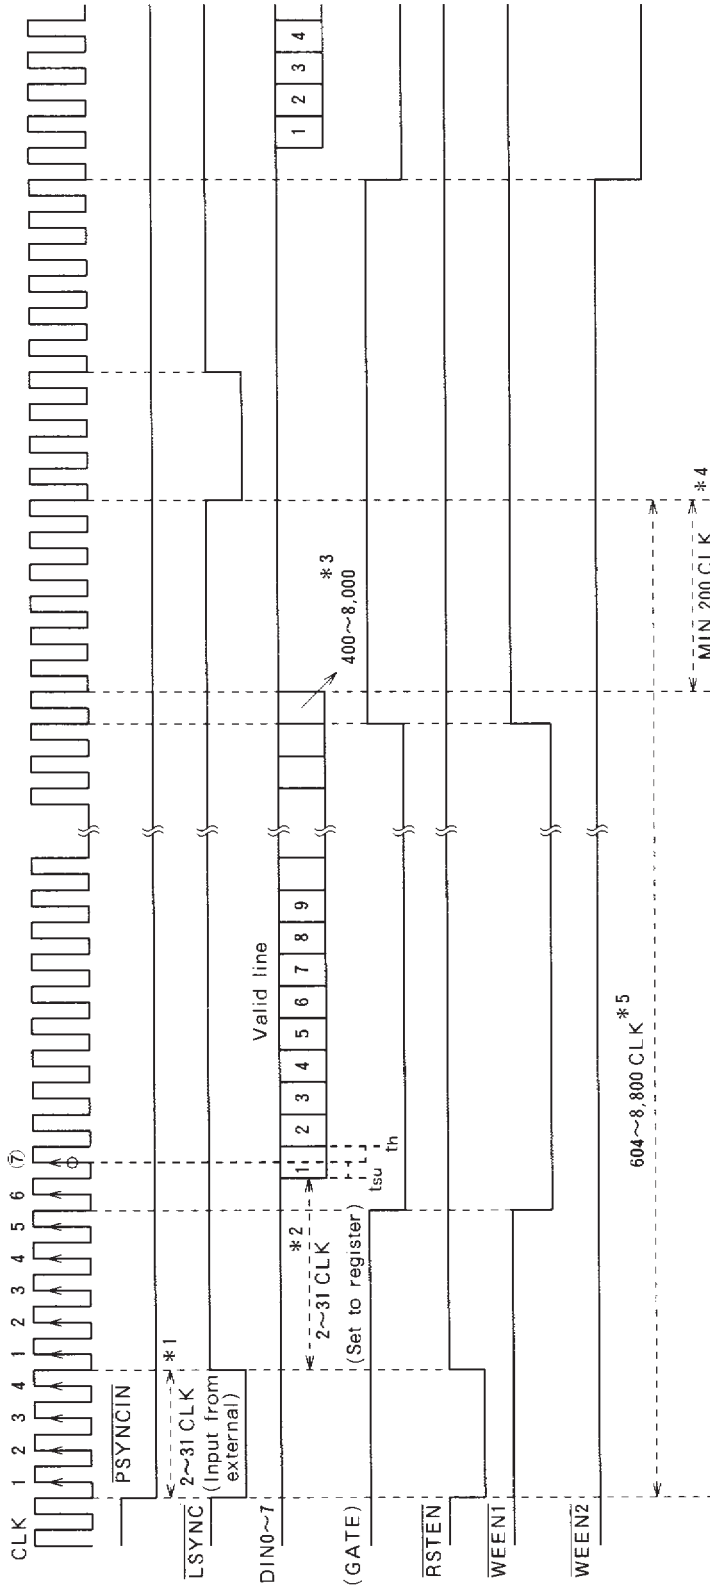 CLK 1 2 3 4 1 2 3 4 5 6 ⑦
PSYNCIN
2~31 CLK *1
(Input from
external)
LSYNC
Valid line
DIN0~7 1 2 3 4 5 6 7 8 9 1 2 3 4
400~8,000 *3
tsu th
2~31 CLK *2
(Set to register)
(GATE)
RSTEN
WEEN1
WEEN2
604~8,800 CLK *5
MIN 200 CLK *4